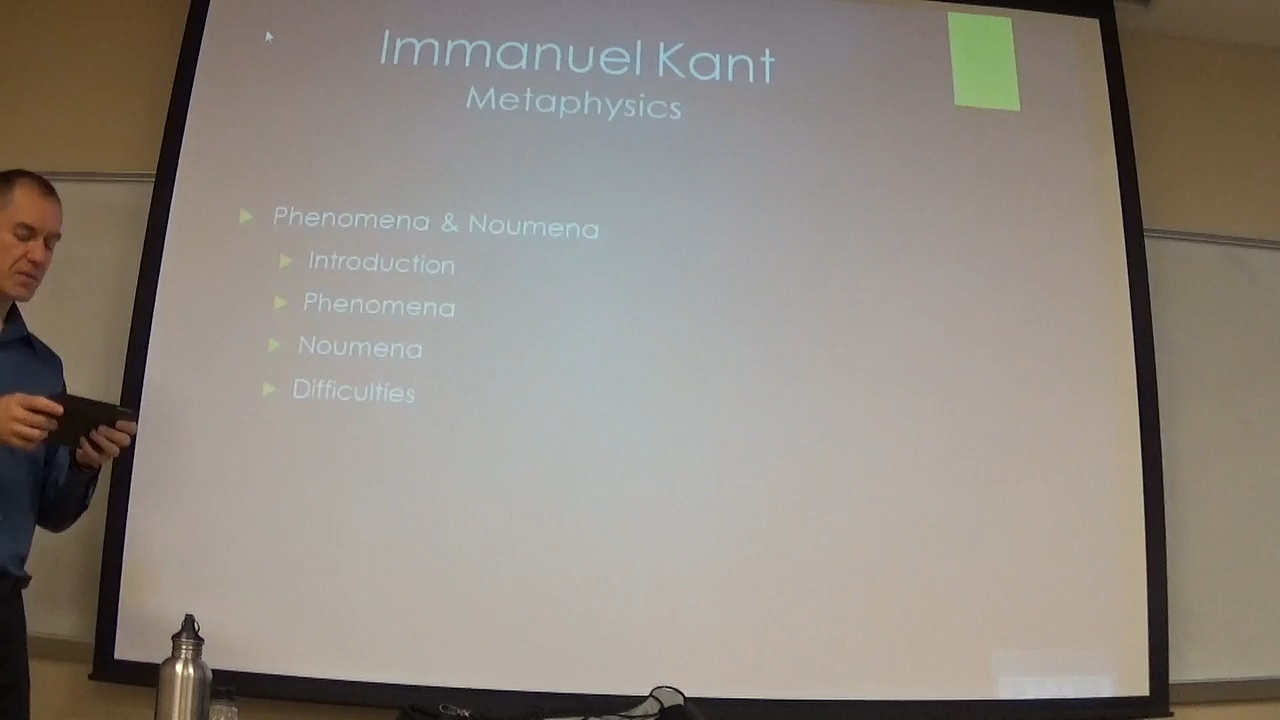 Immanuel Kant
Metaphysics
Phenomena & Noumena
Introduction
Phenomena
Noumena
Difficulties